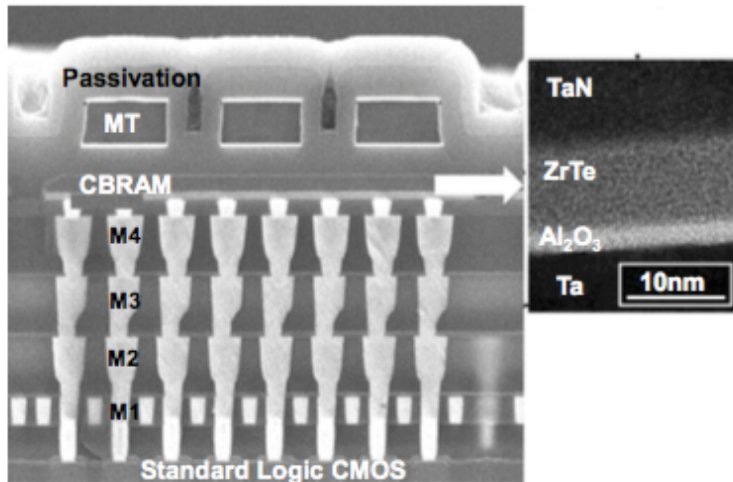 Passivation
MT
CBRAM
M4
M3
M2
M1
Standard Logic CMOS
TaN
ZrTe
Al₂O₃
Ta
10nm